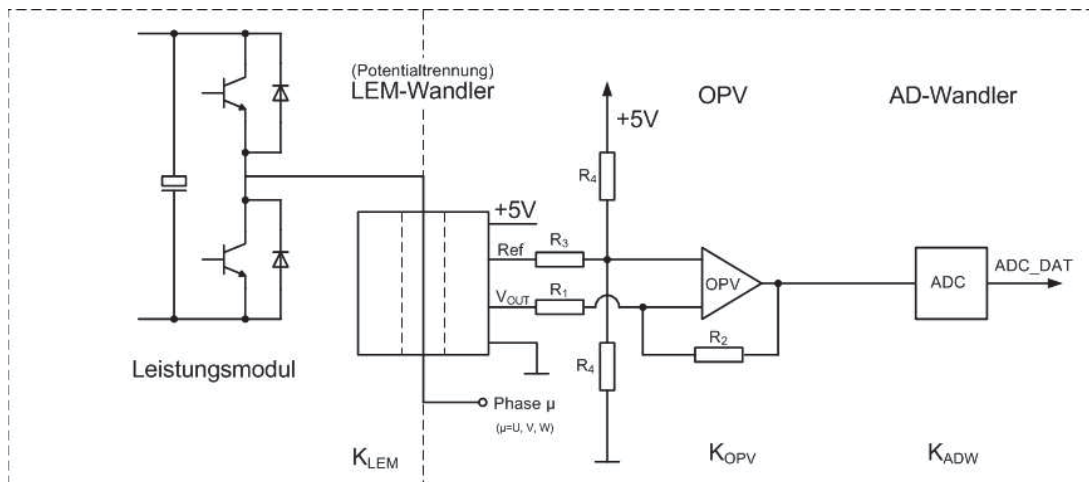 (Potentialtrennung)
LEM-Wandler
OPV
AD-Wandler
+5V
R4
+5V
Ref
R3
VOUT
R1
OPV
ADC
ADC_DAT
R2
R4
Leistungsmodul
Phase µ
(µ=U, V, W)
KLEM
KOPV
KADW